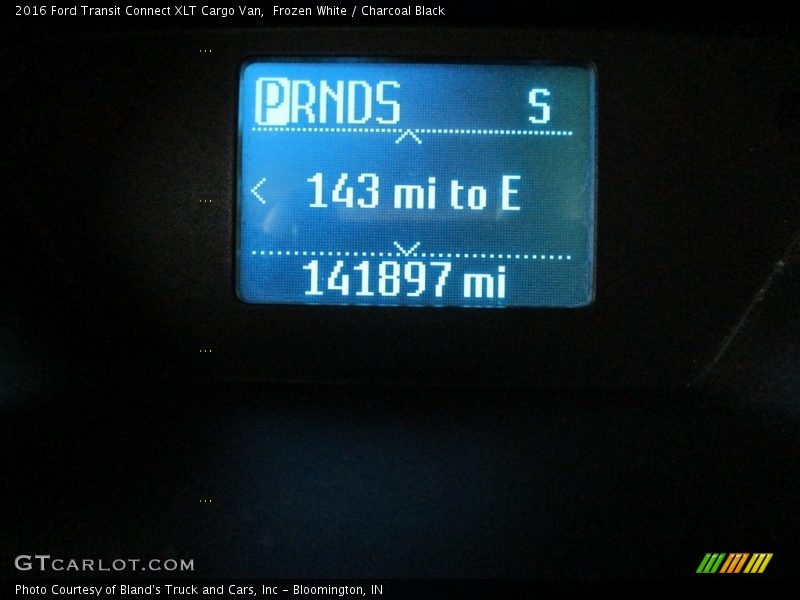 2016 Ford Transit Connect XLT Cargo Van,  Frozen White / Charcoal Black
PRNDS S
143 mi to E
141897 mi
GTCARLOT.COM
Photo Courtesy of Bland's Truck and Cars, Inc - Bloomington, IN